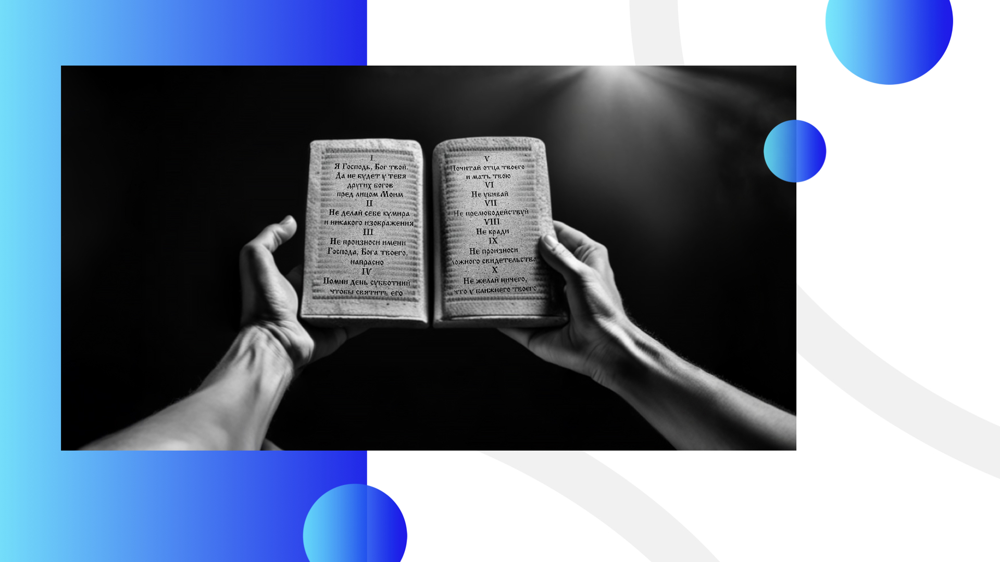 I
Я Господь, Бог твой.
Да не будет у тебя
других богов
пред лицом Моим
II
Не делай себе кумира
и никакого изображения
III
Не произноси имени
Господа, Бога твоего,
напрасно
IV
Помни день субботний
чтобы святить его
V
Почитай отца твоего
и мать твою
VI
Не убивай
VII
Не прелюбодействуй
VIII
Не кради
IX
Не произноси
ложного свидетельства
X
Не желай ничего,
что у ближнего твоего